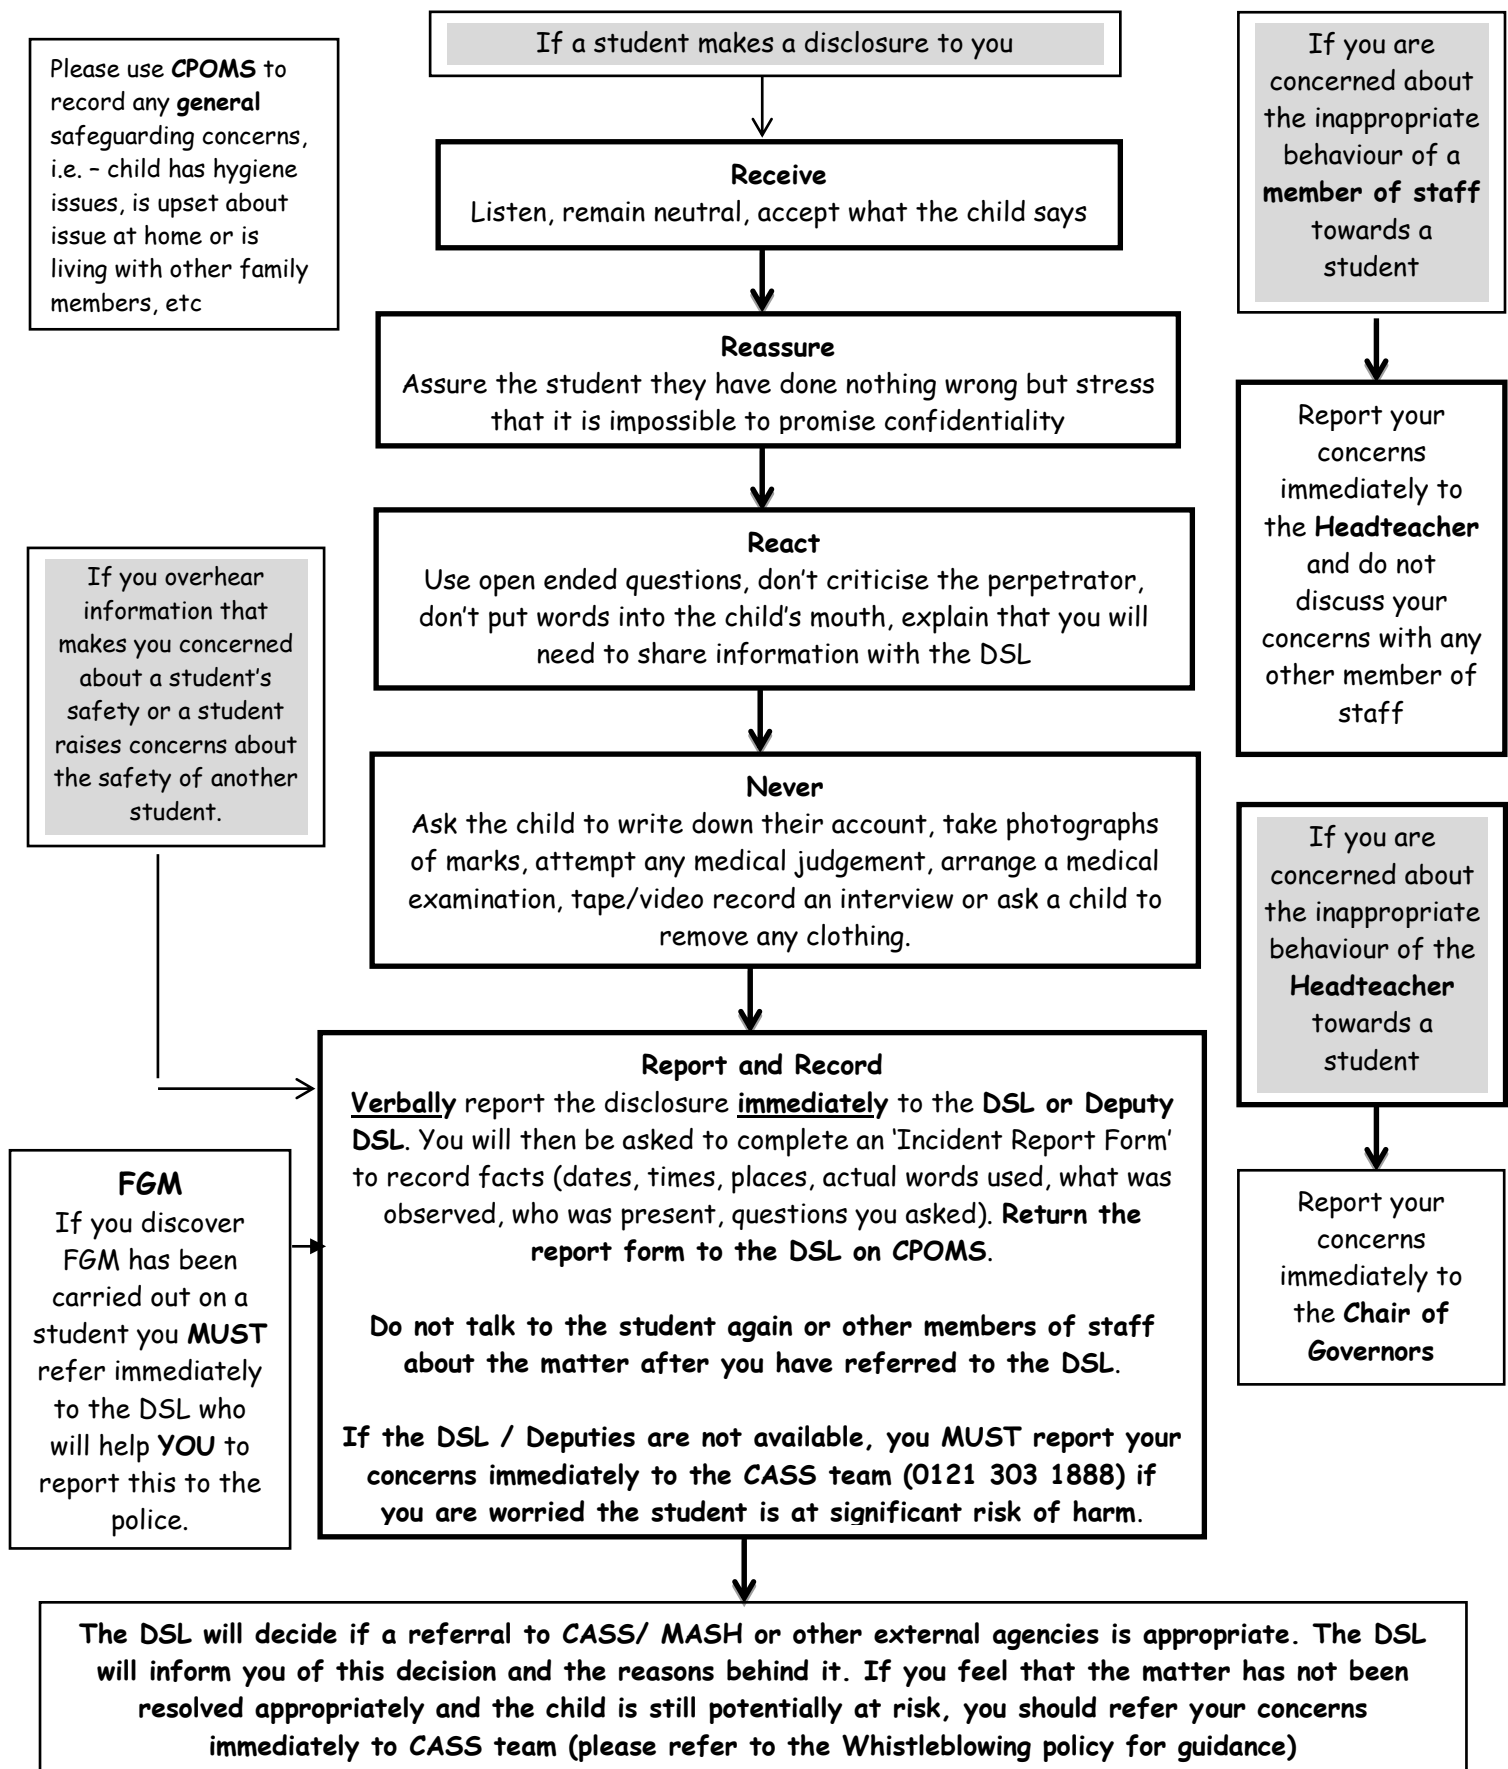 Please use CPOMS to
record any general
safeguarding concerns,
i.e. – child has hygiene
issues, is upset about
issue at home or is
living with other family
members, etc
If a student makes a disclosure to you
Receive
Listen, remain neutral, accept what the child says
Reassure
Assure the student they have done nothing wrong but stress
that it is impossible to promise confidentiality
React
Use open ended questions, don’t criticise the perpetrator,
don’t put words into the child’s mouth, explain that you will
need to share information with the DSL
Never
Ask the child to write down their account, take photographs
of marks, attempt any medical judgement, arrange a medical
examination, tape/video record an interview or ask a child to
remove any clothing.
If you overhear
information that
makes you concerned
about a student’s
safety or a student
raises concerns about
the safety of another
student.
FGM
If you discover
FGM has been
carried out on a
student you MUST
refer immediately
to the DSL who
will help YOU to
report this to the
police.
Report and Record
Verbally report the disclosure immediately to the DSL or Deputy
DSL. You will then be asked to complete an ‘Incident Report Form’
to record facts (dates, times, places, actual words used, what was
observed, who was present, questions you asked). Return the
report form to the DSL on CPOMS.
Do not talk to the student again or other members of staff
about the matter after you have referred to the DSL.
If the DSL / Deputies are not available, you MUST report your
concerns immediately to the CASS team (0121 303 1888) if
you are worried the student is at significant risk of harm.
If you are
concerned about
the inappropriate
behaviour of a
member of staff
towards a
student
Report your
concerns
immediately to
the Headteacher
and do not
discuss your
concerns with any
other member of
staff
If you are
concerned about
the inappropriate
behaviour of the
Headteacher
towards a
student
Report your
concerns
immediately to
the Chair of
Governors
The DSL will decide if a referral to CASS/ MASH or other external agencies is appropriate. The DSL
will inform you of this decision and the reasons behind it. If you feel that the matter has not been
resolved appropriately and the child is still potentially at risk, you should refer your concerns
immediately to CASS team (please refer to the Whistleblowing policy for guidance)